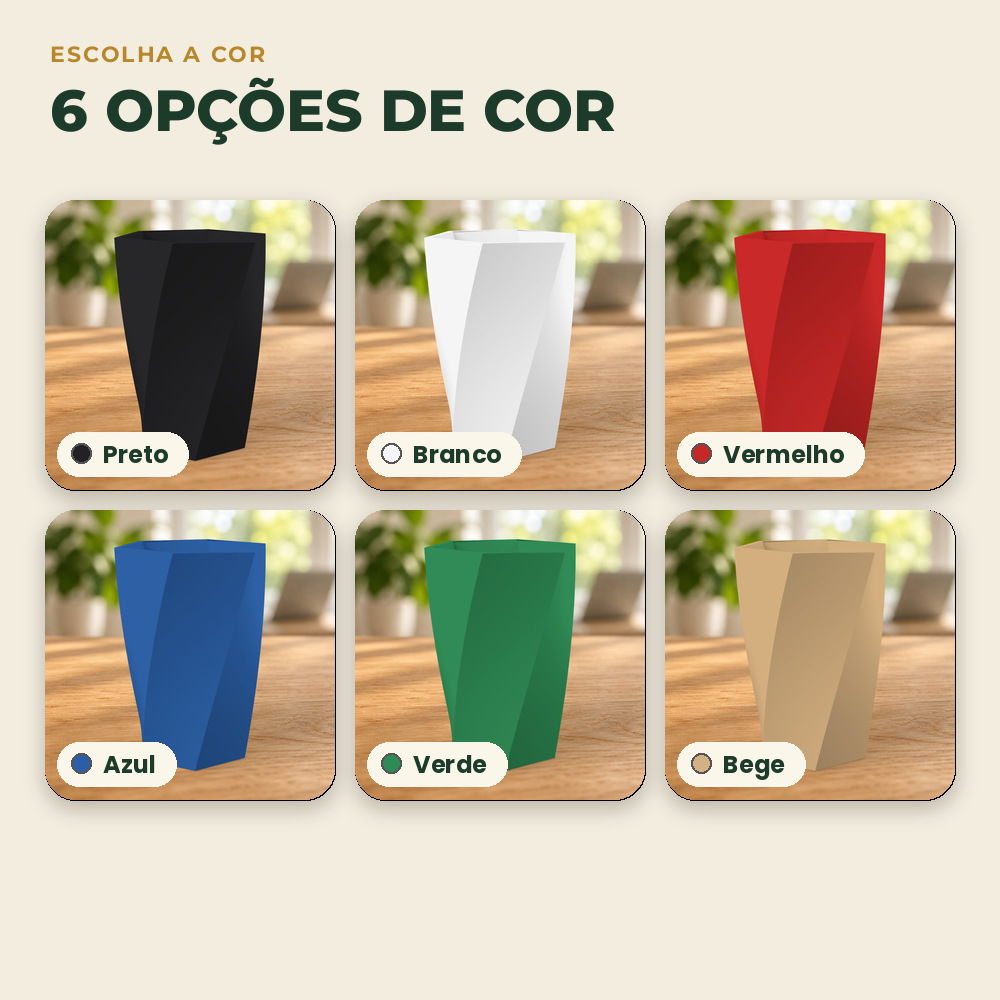 ESCOLHA A COR
6 OPÇÕES DE COR
Preto
Branco
Vermelho
Azul
Verde
Bege